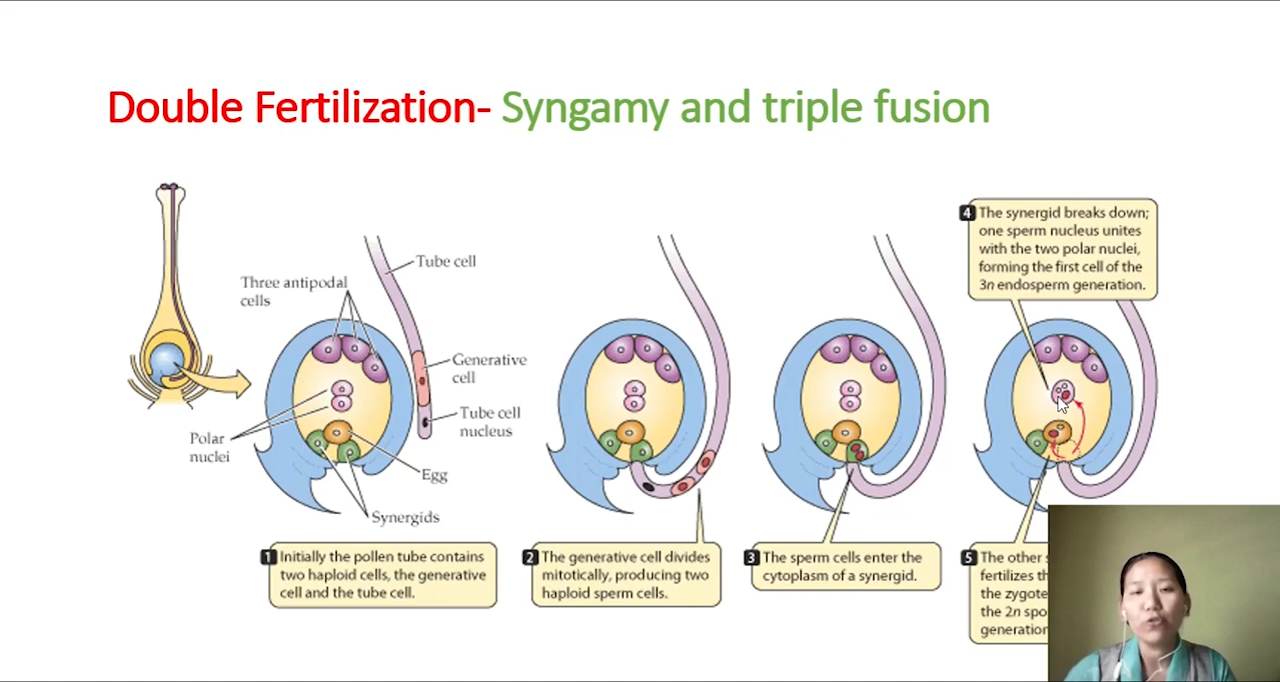 Double Fertilization- Syngamy and triple fusion
Tube cell
Three antipodal
cells
Generative
cell
Tube cell
nucleus
Polar
nuclei
Egg
Synergids
1 Initially the pollen tube contains
two haploid cells, the generative
cell and the tube cell.
2 The generative cell divides
mitotically, producing two
haploid sperm cells.
3 The sperm cells enter the
cytoplasm of a synergid.
4 The synergid breaks down;
one sperm nucleus unites
with the two polar nuclei,
forming the first cell of the
3n endosperm generation.
5 The other
fertilizes
the zygote
the 2n
generation